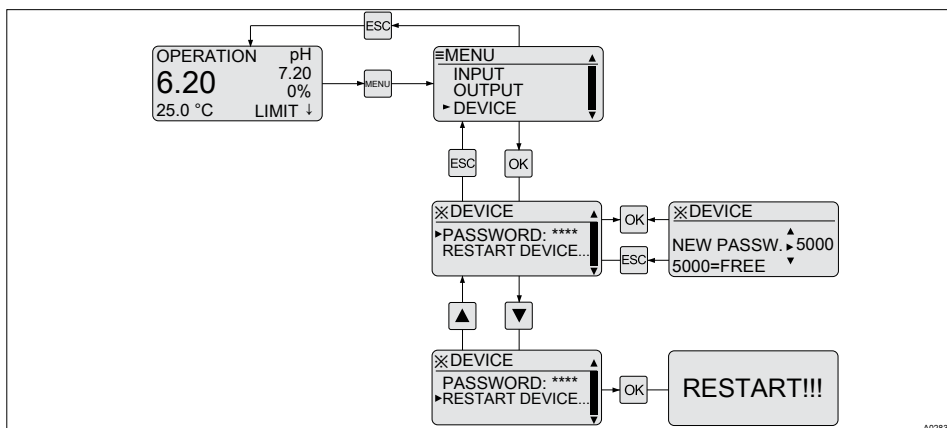 ESC
OPERATION pH
6.20 7.20
0%
25.0 °C LIMIT ↓
MENU
≡MENU
INPUT
OUTPUT
►DEVICE
ESC
OK
※DEVICE
►PASSWORD: ****
RESTART DEVICE...
OK
ESC
※DEVICE
NEW PASSW. ► 5000
5000=FREE
▲
▼
※DEVICE
PASSWORD: ****
►RESTART DEVICE...
OK
RESTART!!!